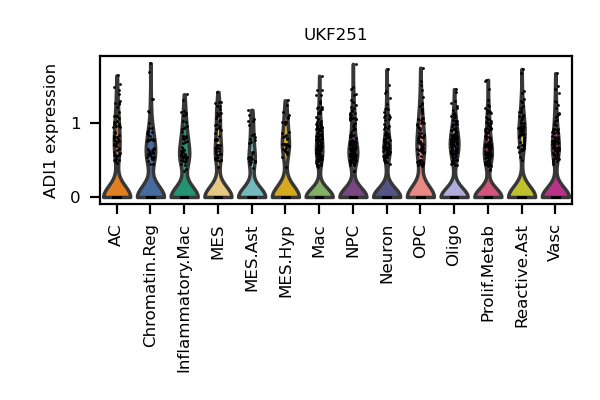 UKF251
ADI1 expression
1
0
AC
Chromatin.Reg
Inflammatory.Mac
MES
MES.Ast
MES.Hyp
Mac
NPC
Neuron
OPC
Oligo
Prolif.Metab
Reactive.Ast
Vasc